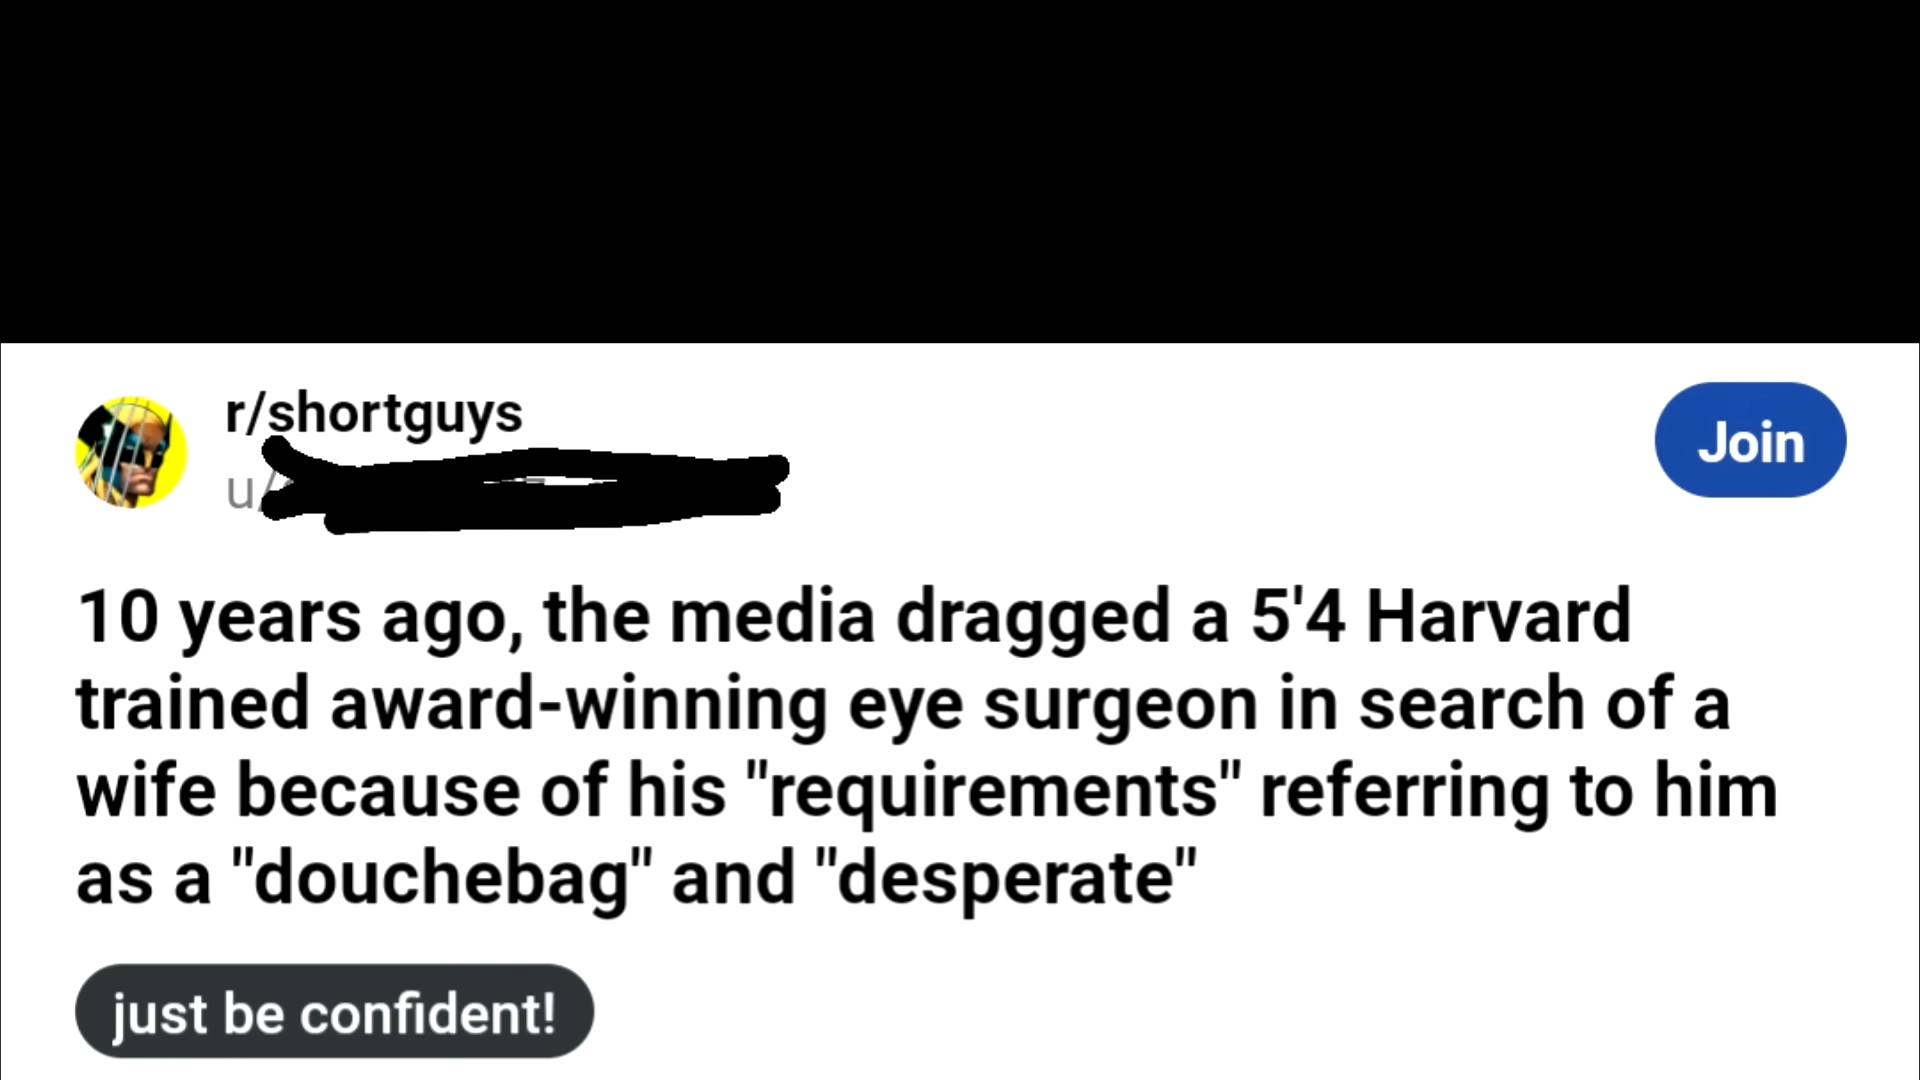 r/shortguys
u/
Join
10 years ago, the media dragged a 5'4 Harvard
trained award-winning eye surgeon in search of a
wife because of his "requirements" referring to him
as a "douchebag" and "desperate"
just be confident!